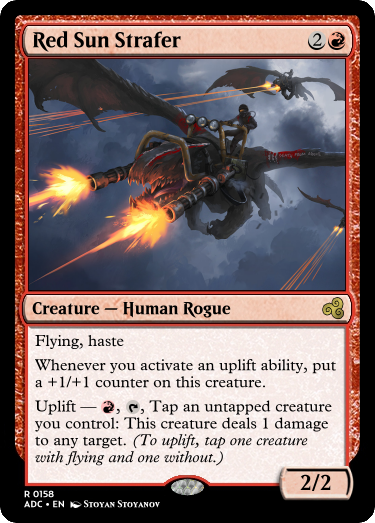 Red Sun Strafer 2
Creature — Human Rogue
Flying, haste
Whenever you activate an uplift ability, put
a +1/+1 counter on this creature.
Uplift — , , Tap an untapped creature
you control: This creature deals 1 damage
to any target. (To uplift, tap one creature
with flying and one without.)
2/2
R 0158
ADC • EN Stoyan Stoyanov